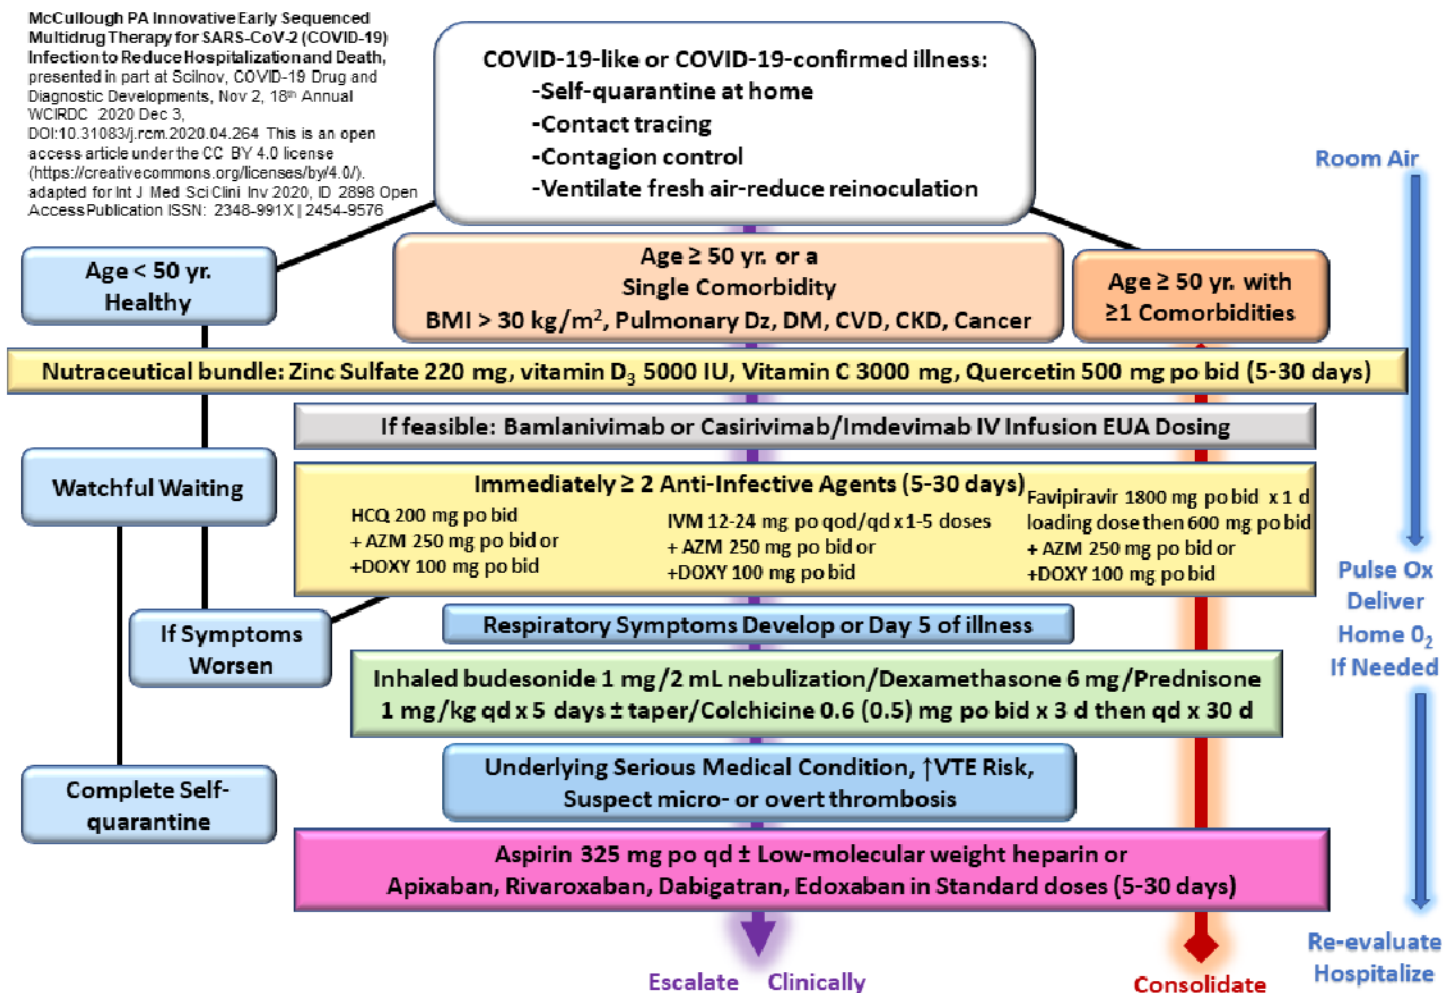 McCullough PA Innovative Early Sequenced
Multidrug Therapy for SARS-CoV-2 (COVID-19)
Infection to Reduce Hospitalization and Death,
presented in part at SciInov, COVID-19 Drug and
Diagnostic Developments, Nov 2, 18th Annual
WCIRDC 2020 Dec 3,
DOI:10.31083/j.rcm.2020.04.264 This is an open
access article under the CC BY 4.0 license
(https://creativecommons.org/licenses/by/4.0/).
adapted for Int J Med Sci Clini Inv 2020, ID 2898 Open
Access Publication ISSN: 2348-991X | 2454-9576
COVID-19-like or COVID-19-confirmed illness:
-Self-quarantine at home
-Contact tracing
-Contagion control
-Ventilate fresh air-reduce reinoculation
Room Air
Age < 50 yr.
Healthy
Age ≥ 50 yr. or a
Single Comorbidity
BMI > 30 kg/m², Pulmonary Dz, DM, CVD, CKD, Cancer
Age ≥ 50 yr. with
≥1 Comorbidities
Nutraceutical bundle: Zinc Sulfate 220 mg, vitamin D₃ 5000 IU, Vitamin C 3000 mg, Quercetin 500 mg po bid (5-30 days)
If feasible: Bamlanivimab or Casirivimab/Imdevimab IV Infusion EUA Dosing
Watchful Waiting
Immediately ≥ 2 Anti-Infective Agents (5-30 days)
HCQ 200 mg po bid
+ AZM 250 mg po bid or
+DOXY 100 mg po bid
IVM 12-24 mg po qod/qd x 1-5 doses
+ AZM 250 mg po bid or
+DOXY 100 mg po bid
Favipiravir 1800 mg po bid x 1 d
loading dose then 600 mg po bid
+ AZM 250 mg po bid or
+DOXY 100 mg po bid
Pulse Ox
Deliver
Home 0₂
If Needed
If Symptoms
Worsen
Respiratory Symptoms Develop or Day 5 of illness
Inhaled budesonide 1 mg/2 mL nebulization/Dexamethasone 6 mg/Prednisone
1 mg/kg qd x 5 days ± taper/Colchicine 0.6 (0.5) mg po bid x 3 d then qd x 30 d
Complete Self-
quarantine
Underlying Serious Medical Condition, ↑VTE Risk,
Suspect micro- or overt thrombosis
Aspirin 325 mg po qd ± Low-molecular weight heparin or
Apixaban, Rivaroxaban, Dabigatran, Edoxaban in Standard doses (5-30 days)
Re-evaluate
Hospitalize
Escalate Clinically
Consolidate